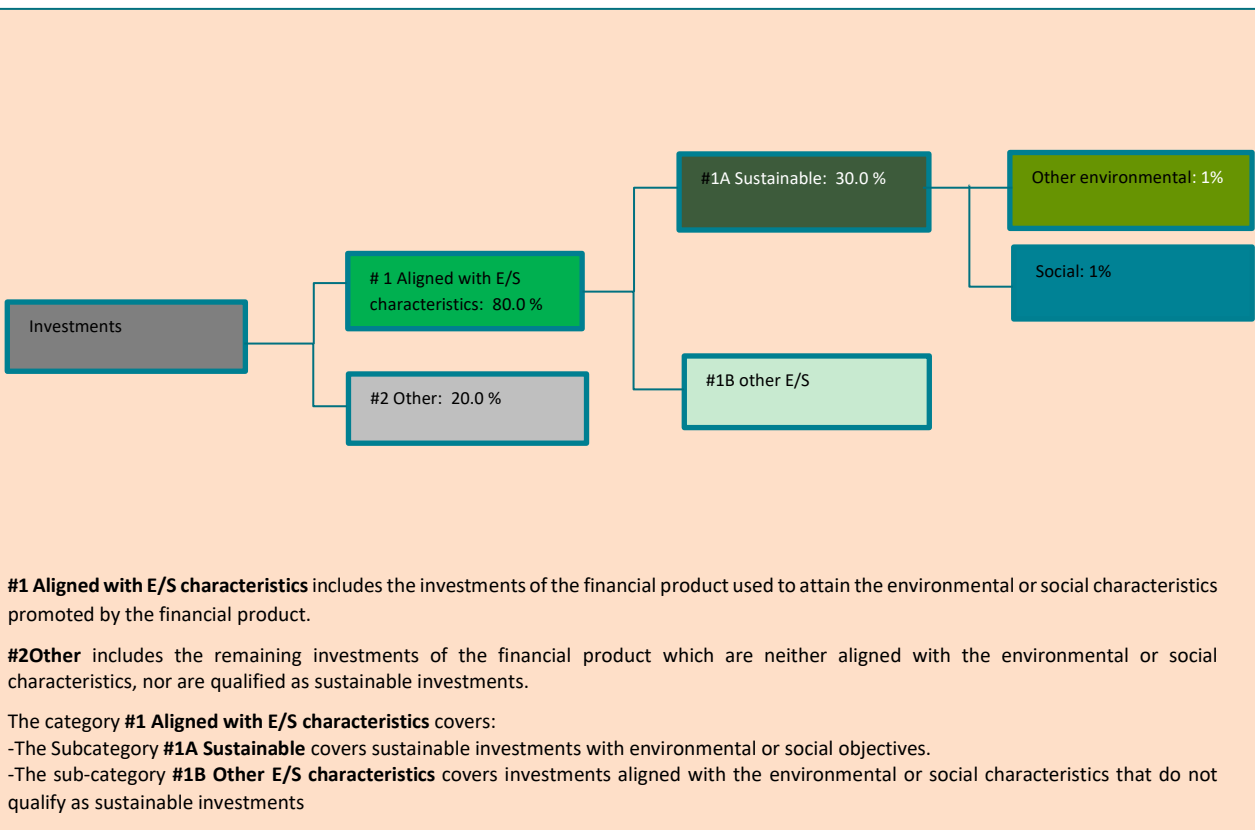 #1A Sustainable: 30.0 %
Other environmental: 1%
# 1 Aligned with E/S
characteristics: 80.0 %
Social: 1%
Investments
#2 Other: 20.0 %
#1B other E/S
#1 Aligned with E/S characteristics includes the investments of the financial product used to attain the environmental or social characteristics
promoted by the financial product.
#2Other includes the remaining investments of the financial product which are neither aligned with the environmental or social
characteristics, nor are qualified as sustainable investments.
The category #1 Aligned with E/S characteristics covers:
-The Subcategory #1A Sustainable covers sustainable investments with environmental or social objectives.
-The sub-category #1B Other E/S characteristics covers investments aligned with the environmental or social characteristics that do not
qualify as sustainable investments